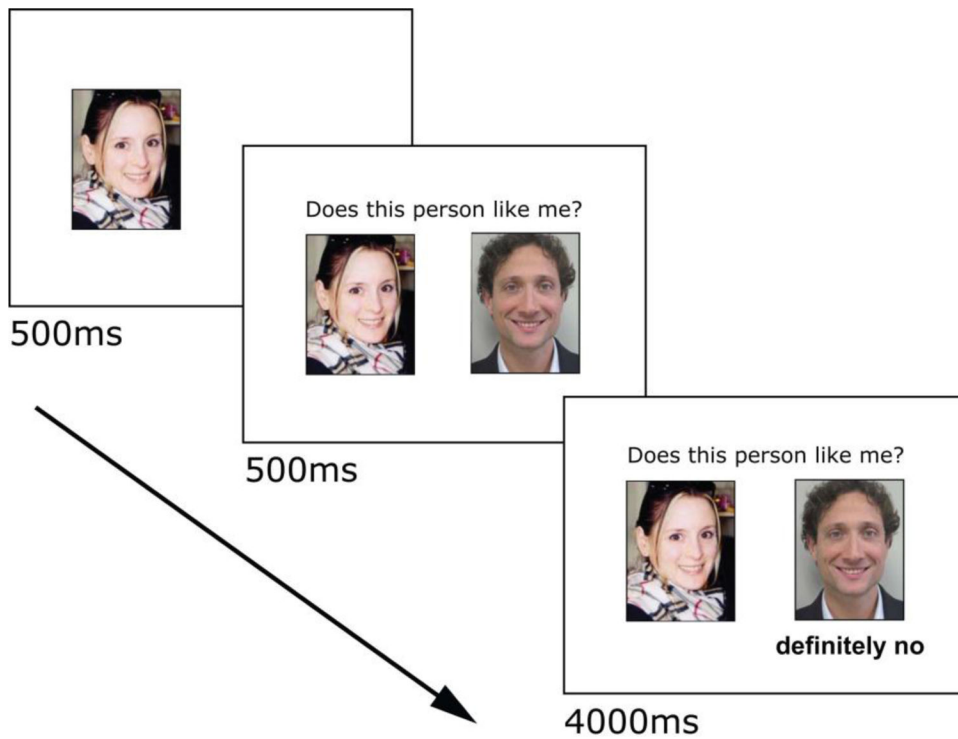 500ms
Does this person like me?
500ms
Does this person like me?
definitely no
4000ms